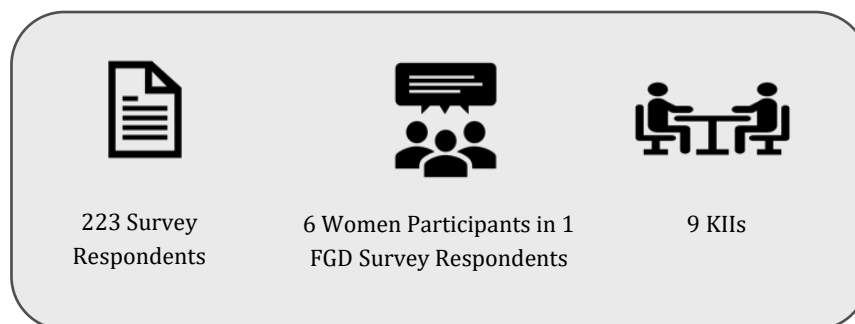 223 Survey
Respondents
6 Women Participants in 1
FGD Survey Respondents
9 KIIs